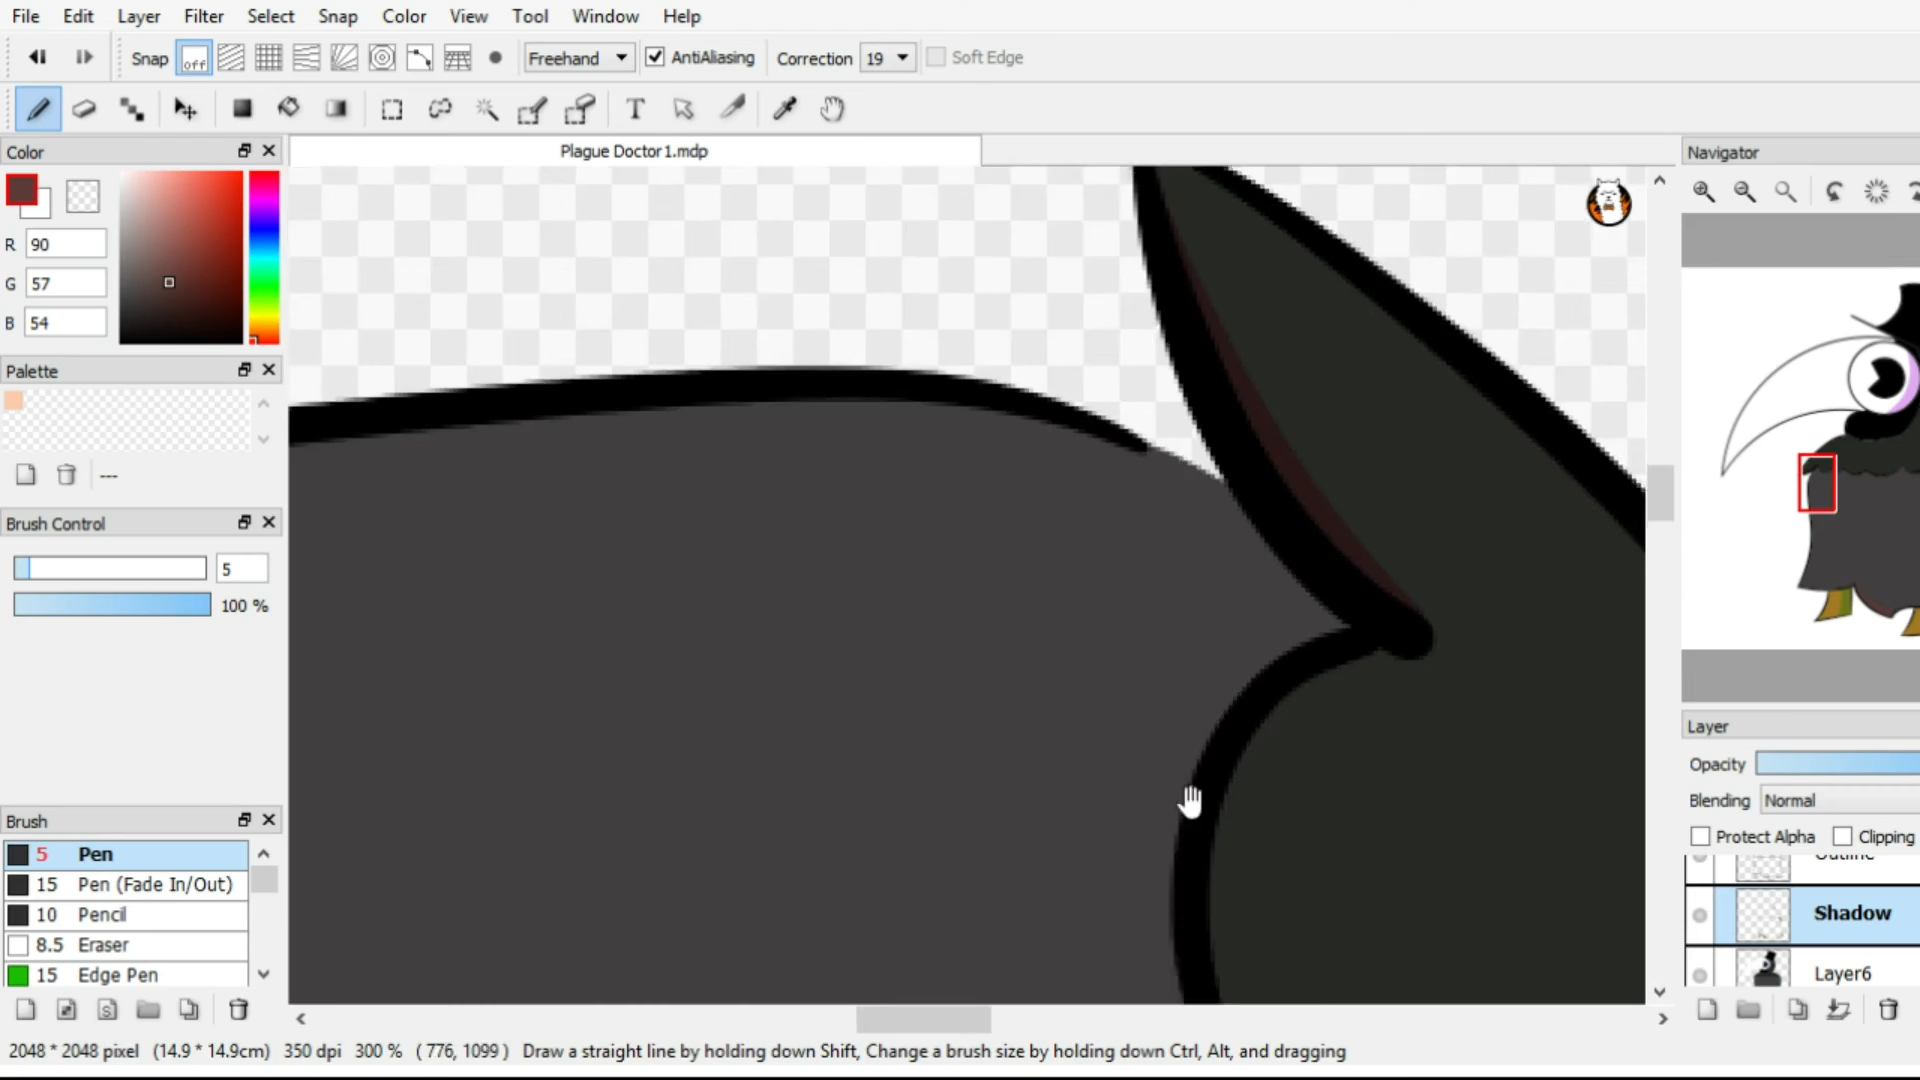 File Edit Layer Filter Select Snap Color View Tool Window Help
Snap off Freehand AntiAliasing Correction 19 Soft Edge
T
Color
Plague Doctor1.mdp
Navigator
R 90
G 57
B 54
Palette
---
Brush Control
5
100 %
Layer
Opacity
Blending Normal
Protect Alpha Clipping
Outline
Shadow
Layer6
Brush
5 Pen
15 Pen (Fade In/Out)
10 Pencil
8.5 Eraser
15 Edge Pen
S
2048 * 2048 pixel (14.9 * 14.9cm) 350 dpi 300 % ( 776, 1099 ) Draw a straight line by holding down Shift, Change a brush size by holding down Ctrl, Alt, and dragging